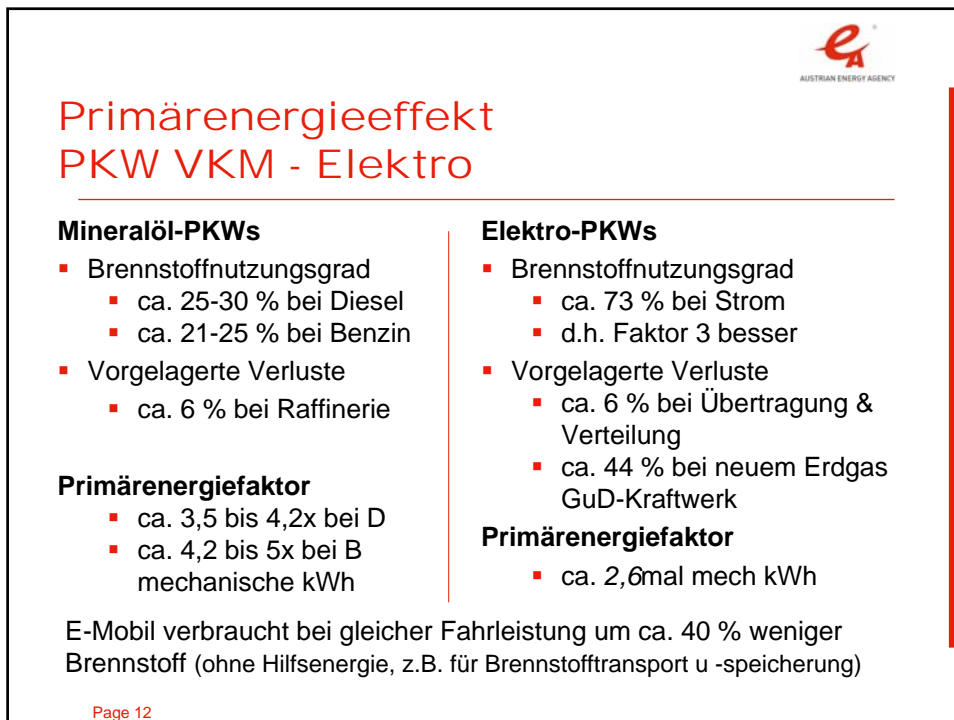 eA
AUSTRIAN ENERGY AGENCY
Primärenergieeffekt
PKW VKM - Elektro
Mineralöl-PKWs
▪ Brennstoffnutzungsgrad
▪ ca. 25-30 % bei Diesel
▪ ca. 21-25 % bei Benzin
▪ Vorgelagerte Verluste
▪ ca. 6 % bei Raffinerie
Primärenergiefaktor
▪ ca. 3,5 bis 4,2x bei D
▪ ca. 4,2 bis 5x bei B
mechanische kWh
Elektro-PKWs
▪ Brennstoffnutzungsgrad
▪ ca. 73 % bei Strom
▪ d.h. Faktor 3 besser
▪ Vorgelagerte Verluste
▪ ca. 6 % bei Übertragung &
Verteilung
▪ ca. 44 % bei neuem Erdgas
GuD-Kraftwerk
Primärenergiefaktor
▪ ca. 2,6mal mech kWh
E-Mobil verbraucht bei gleicher Fahrleistung um ca. 40 % weniger
Brennstoff (ohne Hilfsenergie, z.B. für Brennstofftransport u -speicherung)
Page 12